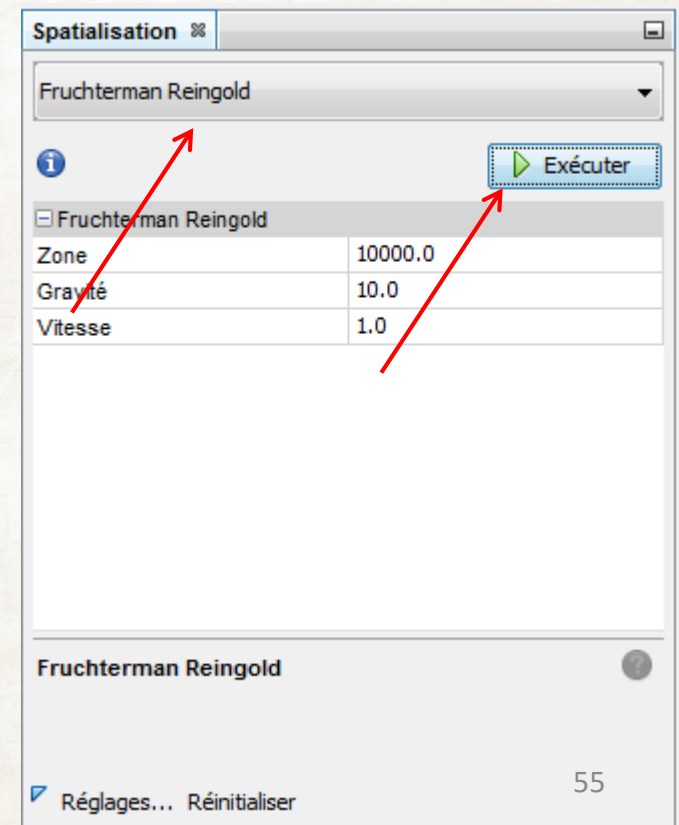 Spatialisation
Fruchterman Reingold
Exécuter
Fruchterman Reingold
Zone 10000.0
Gravité 10.0
Vitesse 1.0
Fruchterman Reingold
55
Réglages... Réinitialiser